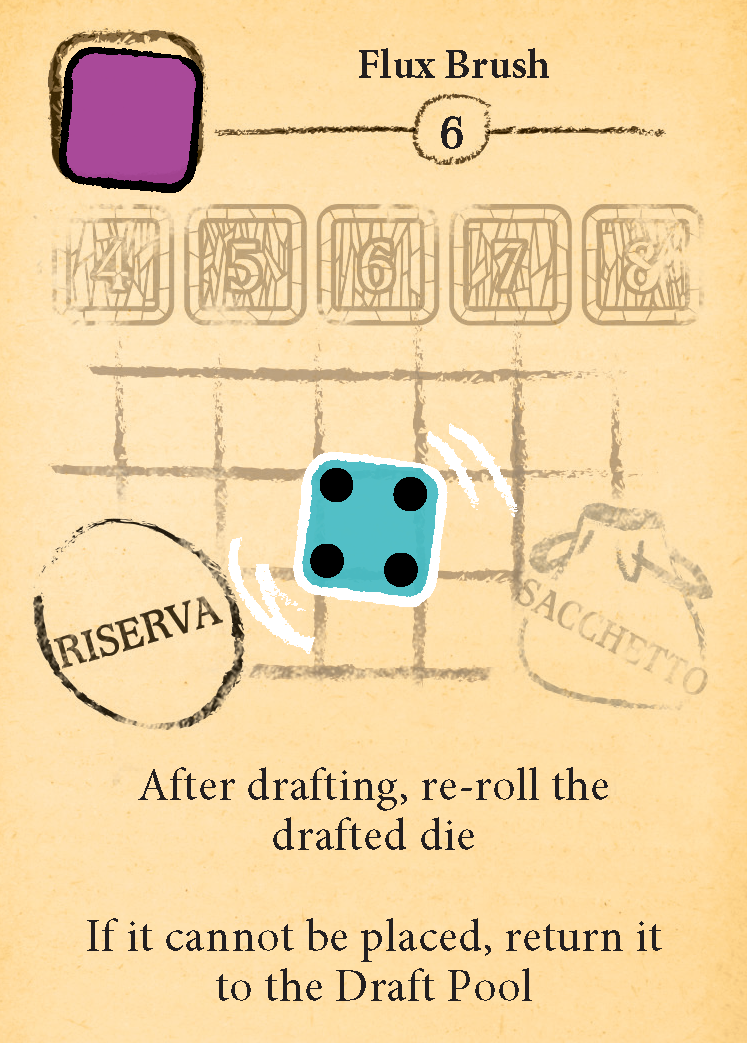 Flux Brush
6
4 5 6 7 8
RISERVA
SACCHETTO
After drafting, re-roll the
drafted die
If it cannot be placed, return it
to the Draft Pool